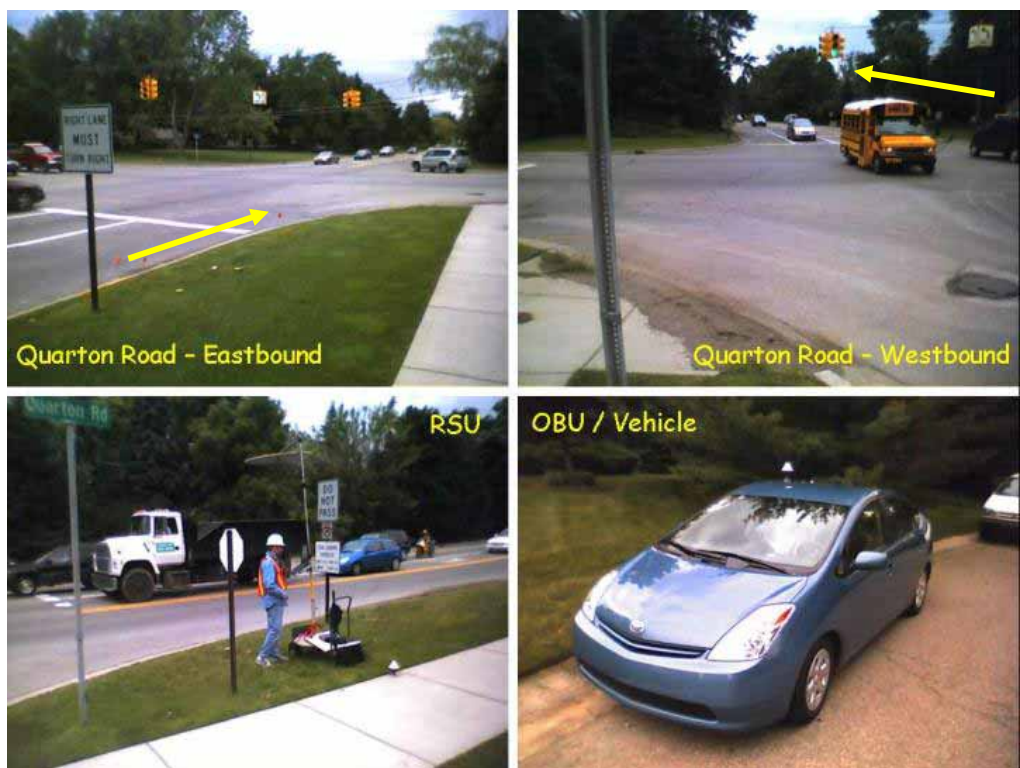 RIGHT LANE
MUST
TURN RIGHT
Quarton Road - Eastbound
Quarton Road - Westbound
Quarton Rd
RSU
DO
NOT
PASS
OBU / Vehicle